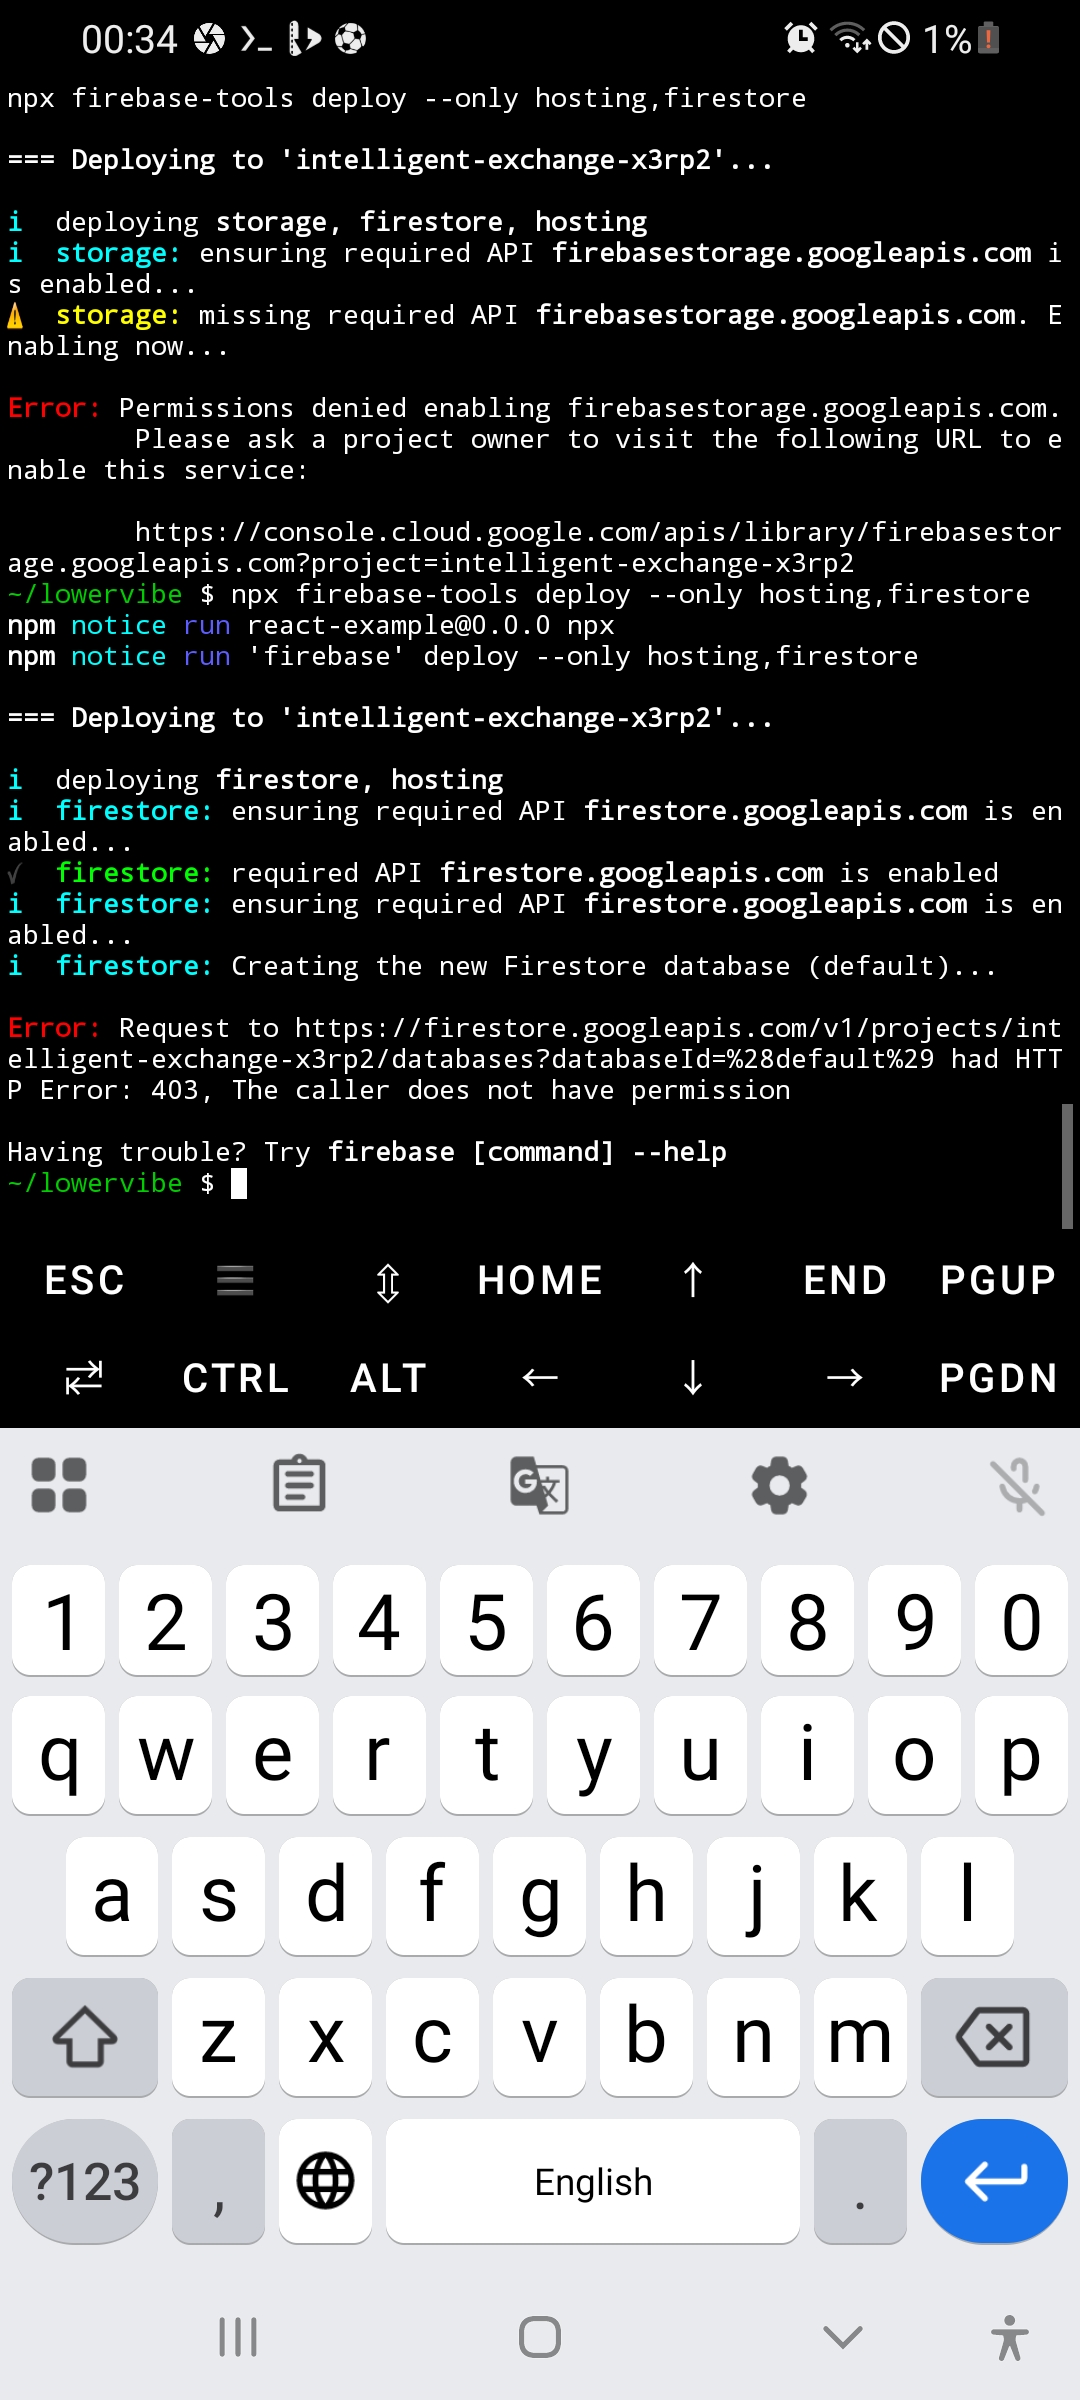 00:34 1%
npx firebase-tools deploy --only hosting,firestore
=== Deploying to 'intelligent-exchange-x3rp2'...
i  deploying storage, firestore, hosting
i  storage: ensuring required API firebasestorage.googleapis.com i
s enabled...
⚠  storage: missing required API firebasestorage.googleapis.com. E
nabling now...
Error: Permissions denied enabling firebasestorage.googleapis.com.
Please ask a project owner to visit the following URL to e
nable this service:
https://console.cloud.google.com/apis/library/firebasestor
age.googleapis.com?project=intelligent-exchange-x3rp2
~/lowervibe $ npx firebase-tools deploy --only hosting,firestore
npm notice run react-example@0.0.0 npx
npm notice run 'firebase' deploy --only hosting,firestore
=== Deploying to 'intelligent-exchange-x3rp2'...
i  deploying firestore, hosting
i  firestore: ensuring required API firestore.googleapis.com is en
abled...
√  firestore: required API firestore.googleapis.com is enabled
i  firestore: ensuring required API firestore.googleapis.com is en
abled...
i  firestore: Creating the new Firestore database (default)...
Error: Request to https://firestore.googleapis.com/v1/projects/int
elligent-exchange-x3rp2/databases?databaseId=%28default%29 had HTT
P Error: 403, The caller does not have permission
Having trouble? Try firebase [command] --help
~/lowervibe $
ESC ☰ ⇳ HOME ↑ END PGUP
⇄ CTRL ALT ← ↓ → PGDN
1 2 3 4 5 6 7 8 9 0
q w e r t y u i o p
a s d f g h j k l
z x c v b n m
?123 , English .